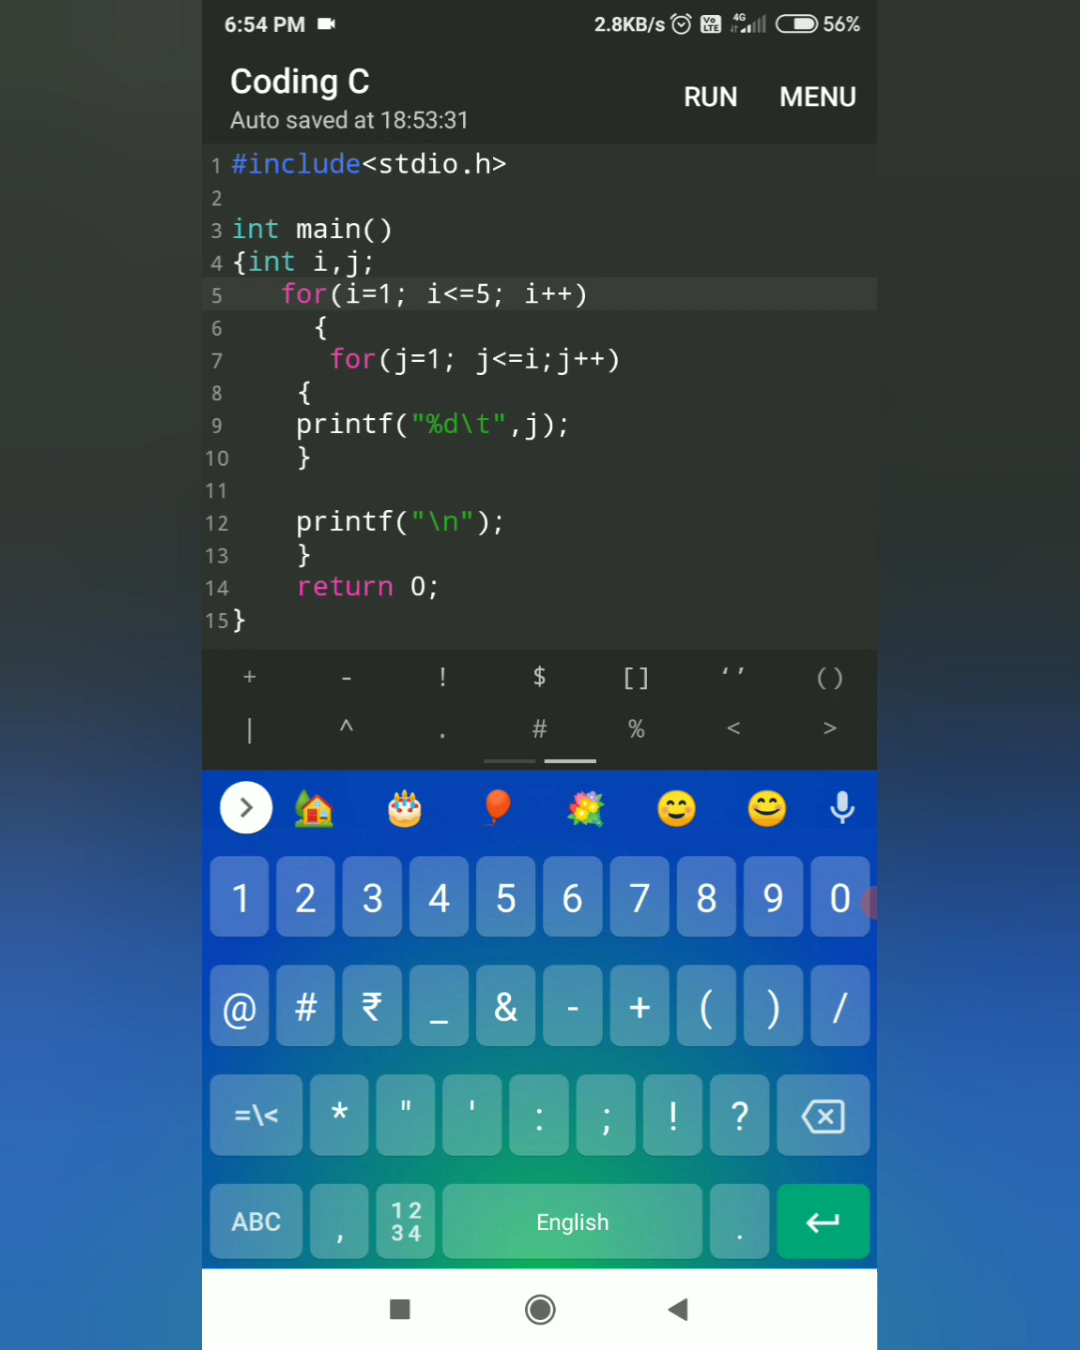 6:54 PM 2.8KB/s Vo LTE 4G 56%
Coding C
RUN MENU
Auto saved at 18:53:31
1 #include<stdio.h>
2
3 int main()
4 {int i,j;
5 for(i=1; i<=5; i++)
6 {
7 for(j=1; j<=i;j++)
8 {
9 printf("%d\t",j);
10 }
11
12 printf("\n");
13 }
14 return 0;
15 }
+ - ! $ [] ‘ ’ ()
| ^ . # % < >
1 2 3 4 5 6 7 8 9 0
@ # ₹ _ & - + ( ) /
=\< * " ' : ; ! ?
ABC , 12 34 English .